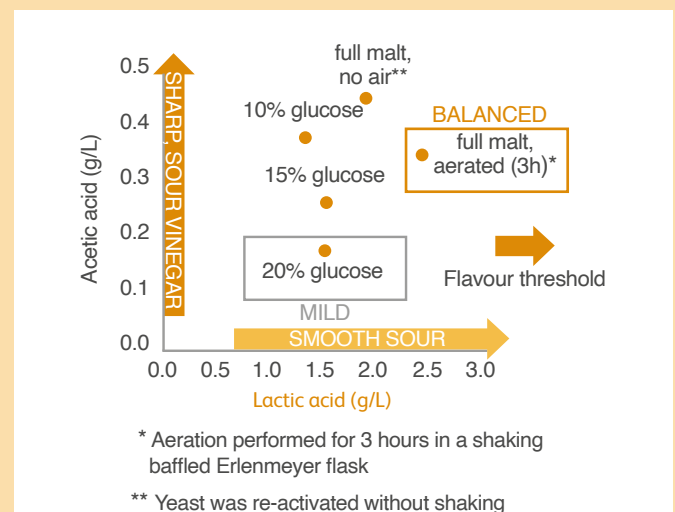 full malt,
no air**
0.5
10% glucose
0.4
BALANCED
full malt,
aerated (3h)*
15% glucose
0.3
0.2
20% glucose
0.1
MILD
0.0
Acetic acid (g/L)
SHARP, SOUR VINEGAR
Flavour threshold
SMOOTH SOUR
0.0 0.5 1.0 1.5 2.0 2.5 3.0
Lactic acid (g/L)
* Aeration performed for 3 hours in a shaking
baffled Erlenmeyer flask
** Yeast was re-activated without shaking